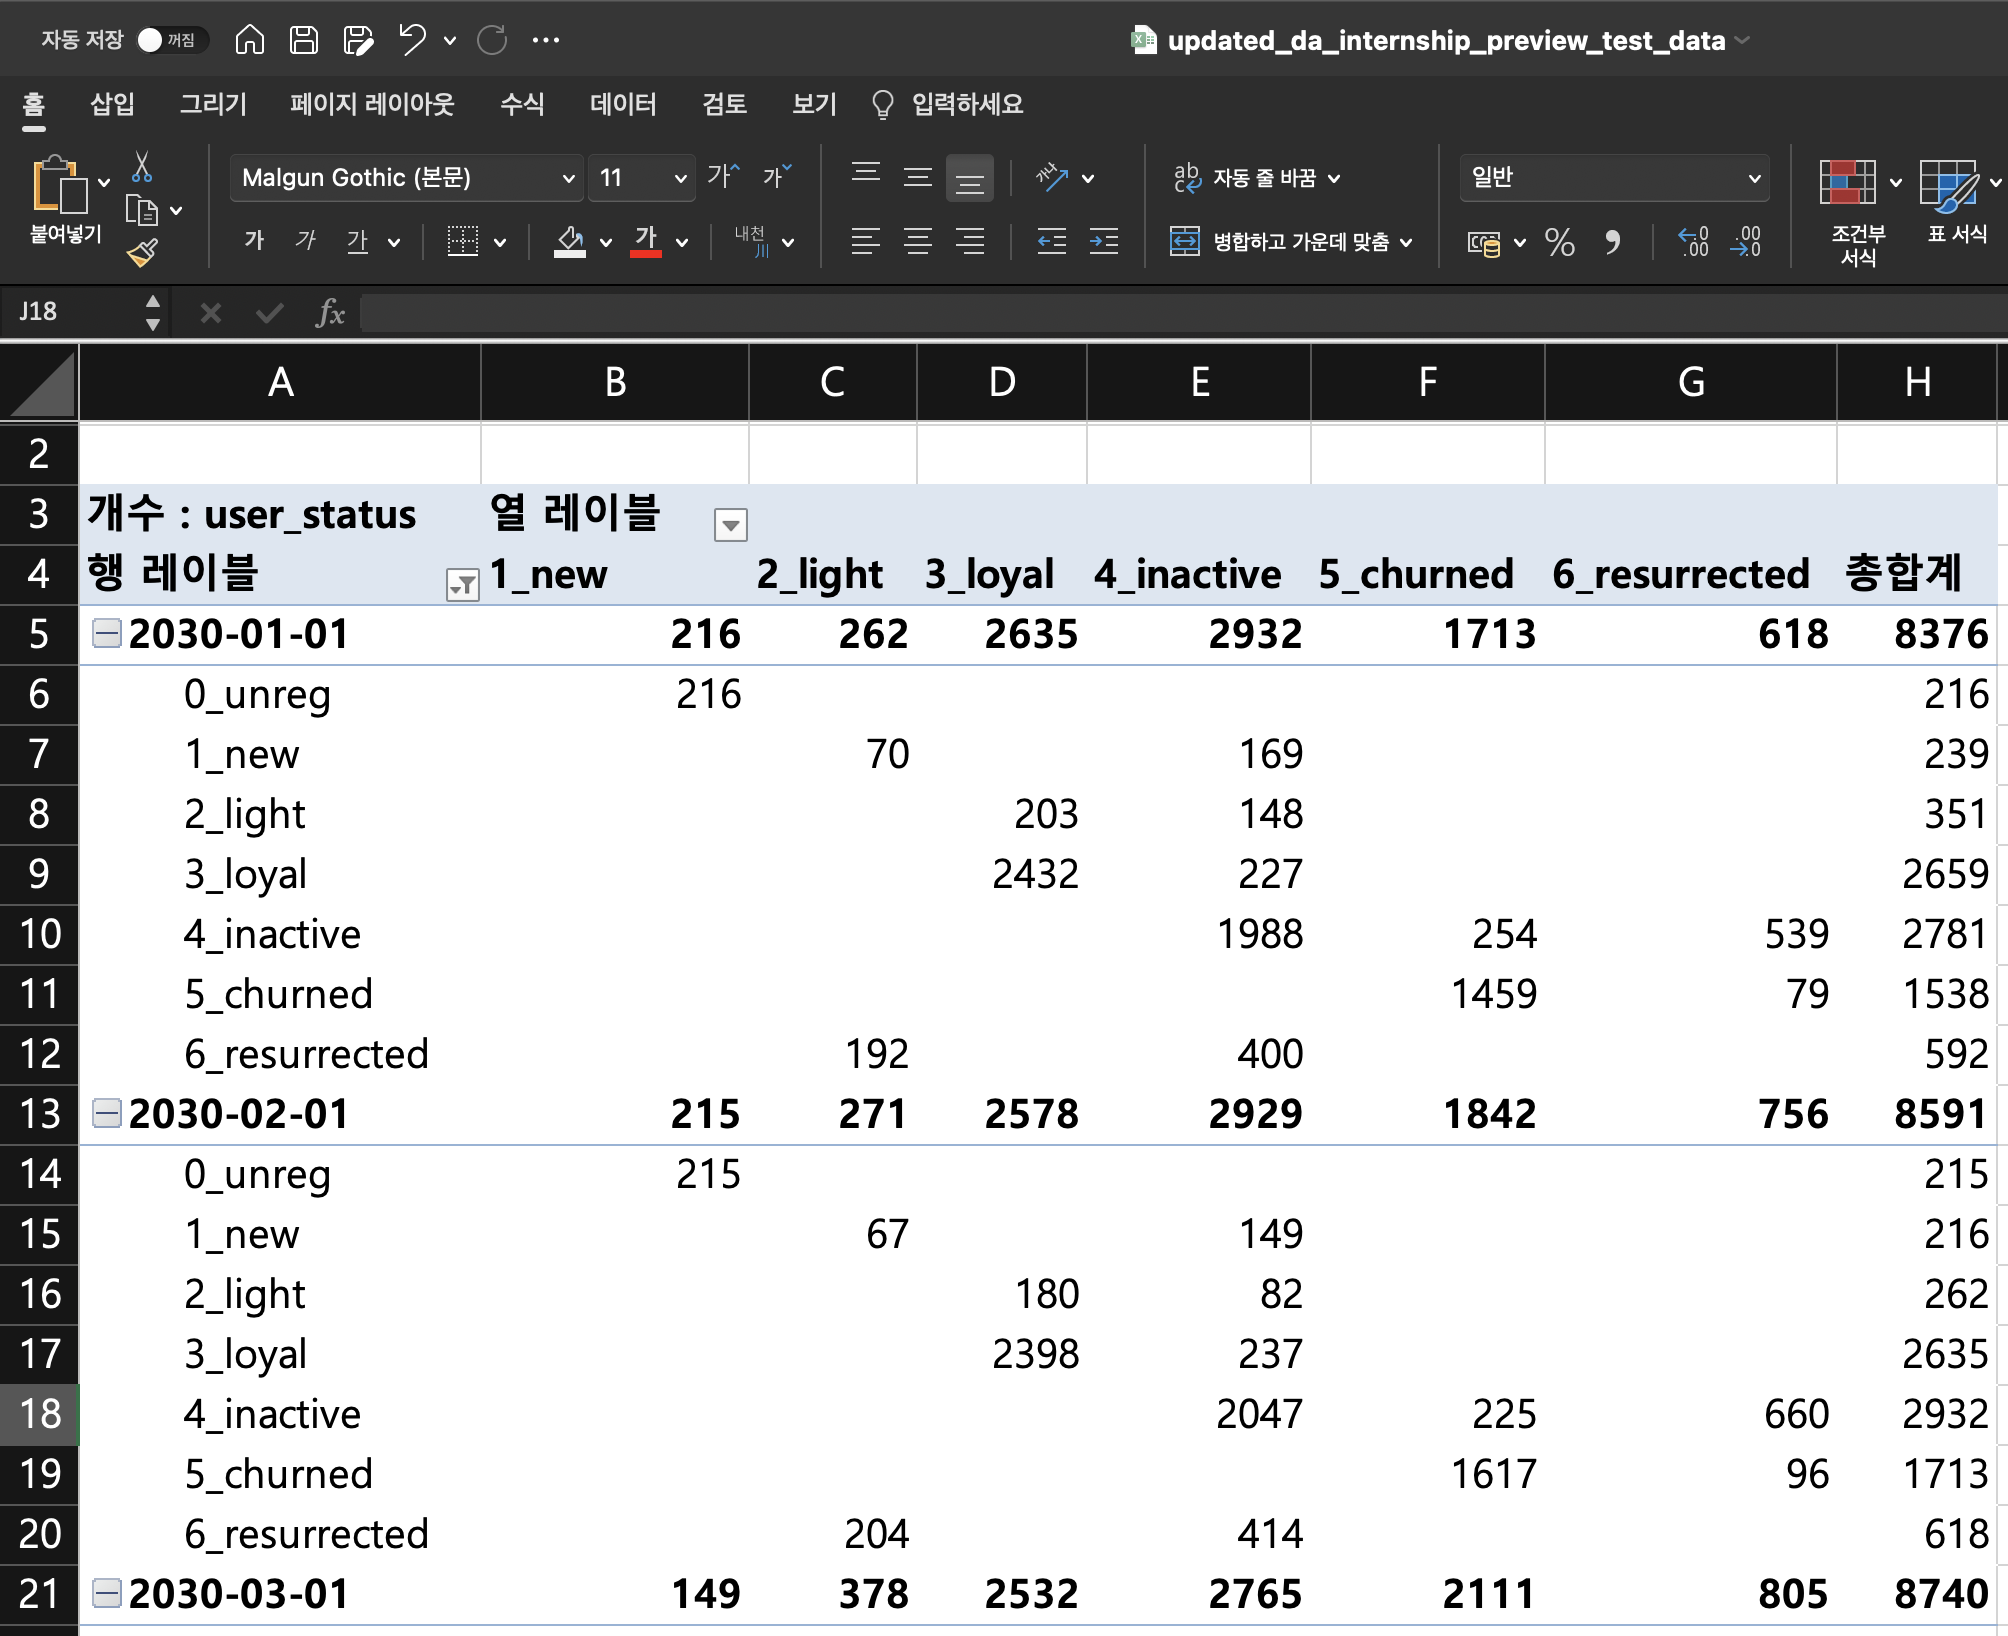 자동 저장 꺼짐 updated_da_internship_preview_test_data
홈 삽입 그리기 페이지 레이아웃 수식 데이터 검토 보기 입력하세요
붙여넣기 Malgun Gothic (본문) 11 가 가 ab c 자동 줄 바꿈 일반 조건부 서식 표 서식
가 가 가 가 내천 川 병합하고 가운데 맞춤 % 0 .00 .00 0
J18 fx
A B C D E F G H
2
3 개수 : user_status 열 레이블
4 행 레이블 1_new 2_light 3_loyal 4_inactive 5_churned 6_resurrected 총합계
5 2030-01-01 216 262 2635 2932 1713 618 8376
6 0_unreg 216 216
7 1_new 70 169 239
8 2_light 203 148 351
9 3_loyal 2432 227 2659
10 4_inactive 1988 254 539 2781
11 5_churned 1459 79 1538
12 6_resurrected 192 400 592
13 2030-02-01 215 271 2578 2929 1842 756 8591
14 0_unreg 215 215
15 1_new 67 149 216
16 2_light 180 82 262
17 3_loyal 2398 237 2635
18 4_inactive 2047 225 660 2932
19 5_churned 1617 96 1713
20 6_resurrected 204 414 618
21 2030-03-01 149 378 2532 2765 2111 805 8740